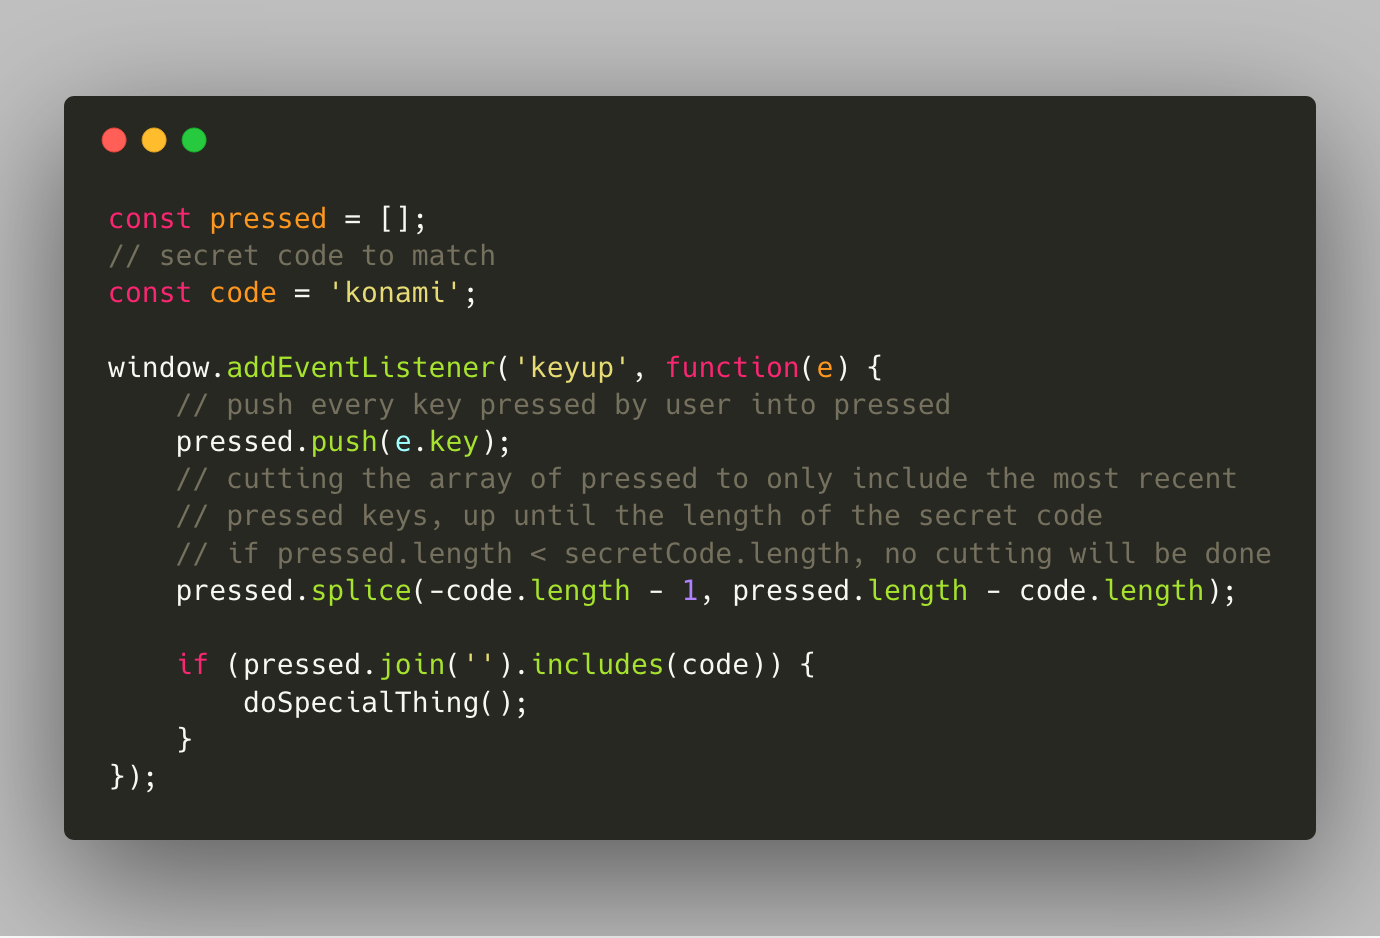 const pressed = [];
// secret code to match
const code = 'konami';

window.addEventListener('keyup', function(e) {
    // push every key pressed by user into pressed
    pressed.push(e.key);
    // cutting the array of pressed to only include the most recent
    // pressed keys, up until the length of the secret code
    // if pressed.length < secretCode.length, no cutting will be done
    pressed.splice(-code.length - 1, pressed.length - code.length);

    if (pressed.join('').includes(code)) {
        doSpecialThing();
    }
});